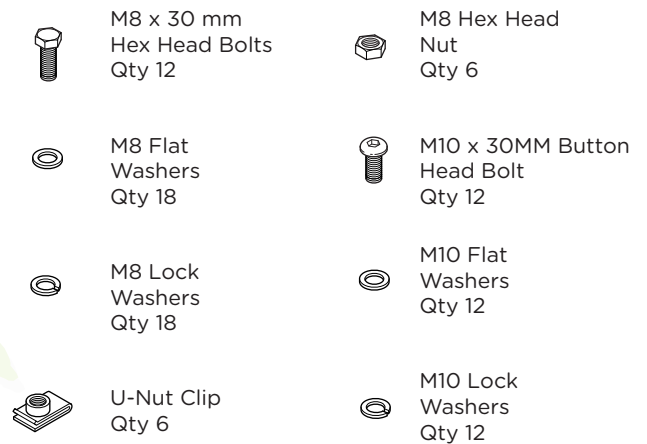 M8 x 30 mm
Hex Head Bolts
Qty 12
M8 Flat
Washers
Qty 18
M8 Lock
Washers
Qty 18
U-Nut Clip
Qty 6
M8 Hex Head
Nut
Qty 6
M10 x 30MM Button
Head Bolt
Qty 12
M10 Flat
Washers
Qty 12
M10 Lock
Washers
Qty 12